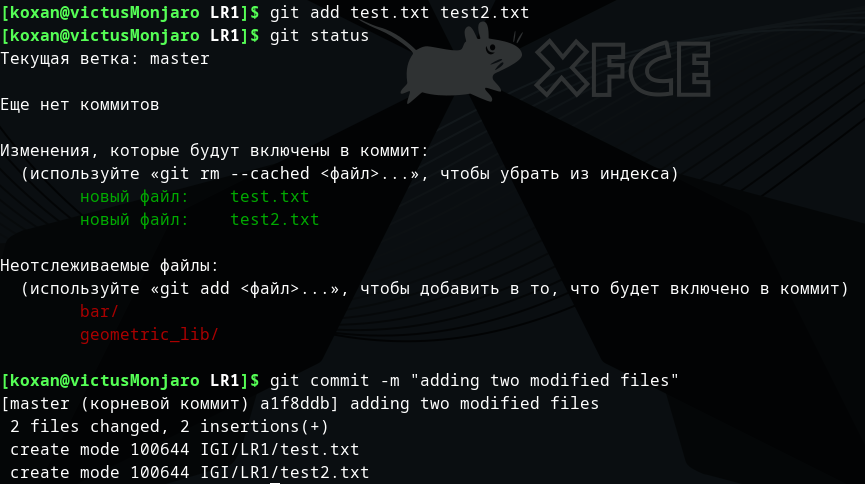 [koxan@victusMonjaro LR1]$ git add test.txt test2.txt
[koxan@victusMonjaro LR1]$ git status
Текущая ветка: master
XFCE
Еще нет коммитов
Изменения, которые будут включены в коммит:
(используйте «git rm --cached <файл>...», чтобы убрать из индекса)
новый файл: test.txt
новый файл: test2.txt
Неотслеживаемые файлы:
(используйте «git add <файл>...», чтобы добавить в то, что будет включено в коммит)
bar/
geometric_lib/
[koxan@victusMonjaro LR1]$ git commit -m "adding two modified files"
[master (корневой коммит) a1f8ddb] adding two modified files
2 files changed, 2 insertions(+)
create mode 100644 IGI/LR1/test.txt
create mode 100644 IGI/LR1/test2.txt